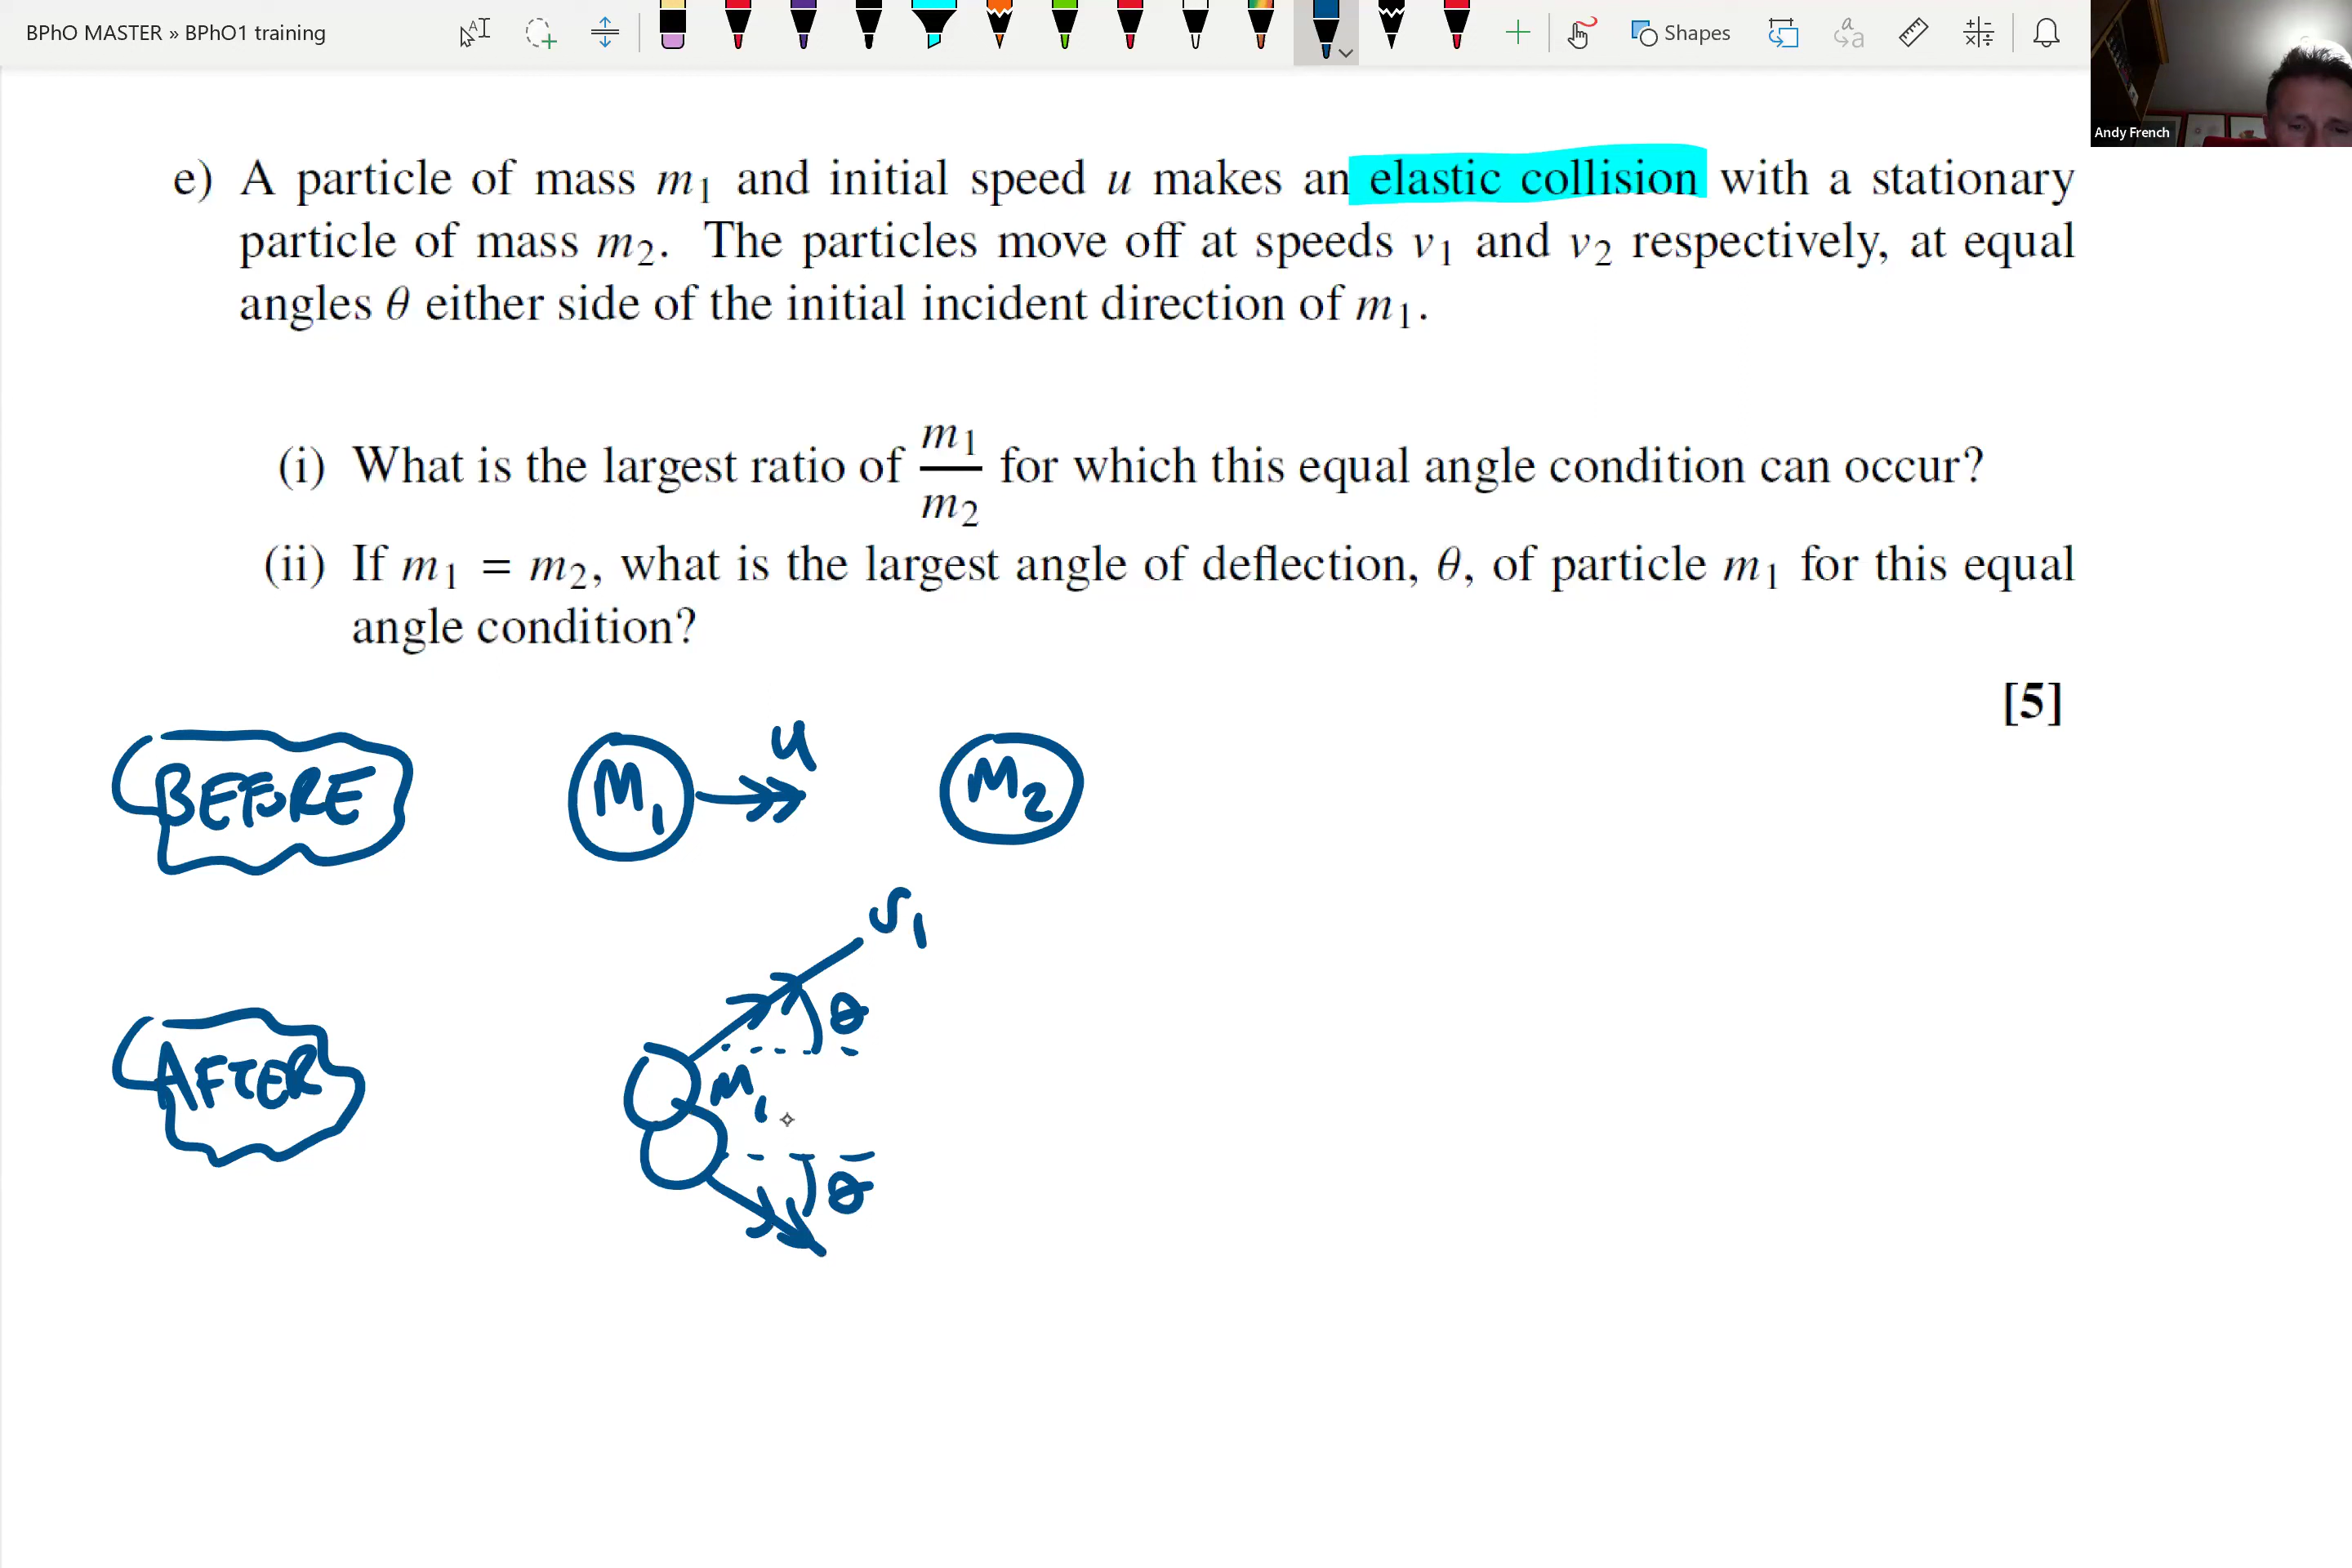 BPhO MASTER » BPhO1 training
Shapes
Andy French
e) A particle of mass m₁ and initial speed u makes an elastic collision with a stationary
particle of mass m₂. The particles move off at speeds v₁ and v₂ respectively, at equal
angles θ either side of the initial incident direction of m₁.
(i) What is the largest ratio of m₁/m₂ for which this equal angle condition can occur?
(ii) If m₁ = m₂, what is the largest angle of deflection, θ, of particle m₁ for this equal
angle condition?
[5]
BEFORE M₁ u M₂
v₁
θ
AFTER M₁
θ